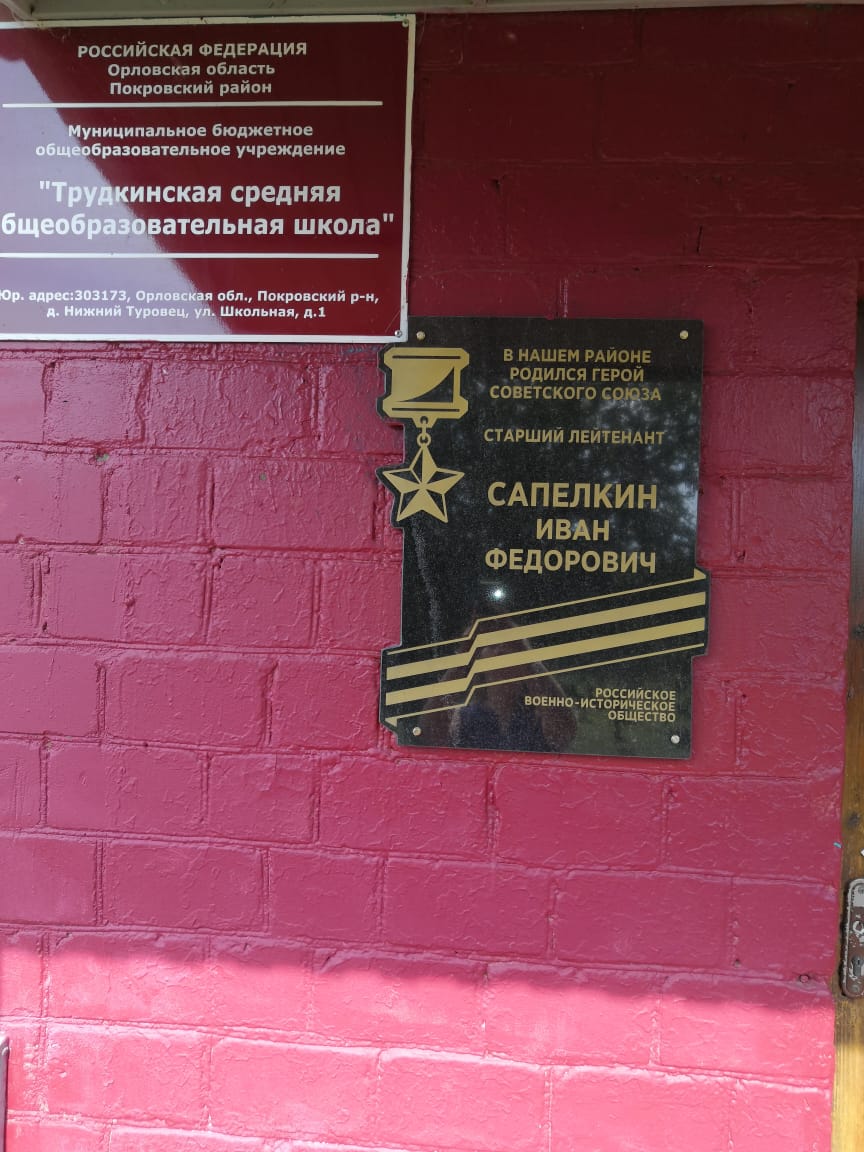 РОССИЙСКАЯ ФЕДЕРАЦИЯ
Орловская область
Покровский район
Муниципальное бюджетное
общеобразовательное учреждение
"Трудкинская средняя
бщеобразовательная школа"
Юр. адрес:303173, Орловская обл., Покровский р-н,
д. Нижний Туровец, ул. Школьная, д.1
В НАШЕМ РАЙОНЕ
РОДИЛСЯ ГЕРОЙ
СОВЕТСКОГО СОЮЗА
СТАРШИЙ ЛЕЙТЕНАНТ
САПЕЛКИН
ИВАН
ФЕДОРОВИЧ
РОССИЙСКОЕ
ВОЕННО-ИСТОРИЧЕСКОЕ
ОБЩЕСТВО